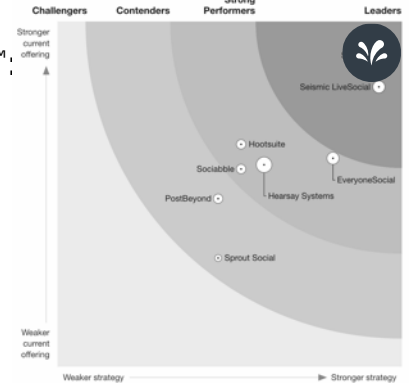 Strong
Challengers Contenders Performers Leaders
Stronger
current
offering
Seismic LiveSocial
Hootsuite
Sociabble
EveryoneSocial
Hearsay Systems
PostBeyond
Sprout Social
Weaker
current
offering
Weaker strategy Stronger strategy